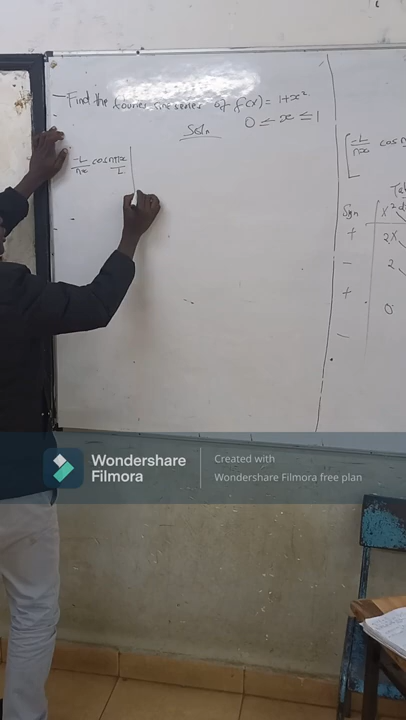 Find the fourier sine series of f(x) = 1+x²
0 ≤ x ≤ 1
Soln
-L/nπ cos nπx/L |
[ -L/nπ cos n
Sign x² d
+ 2x
- 2
+ 0
-
Wondershare Filmora
Created with
Wondershare Filmora free plan